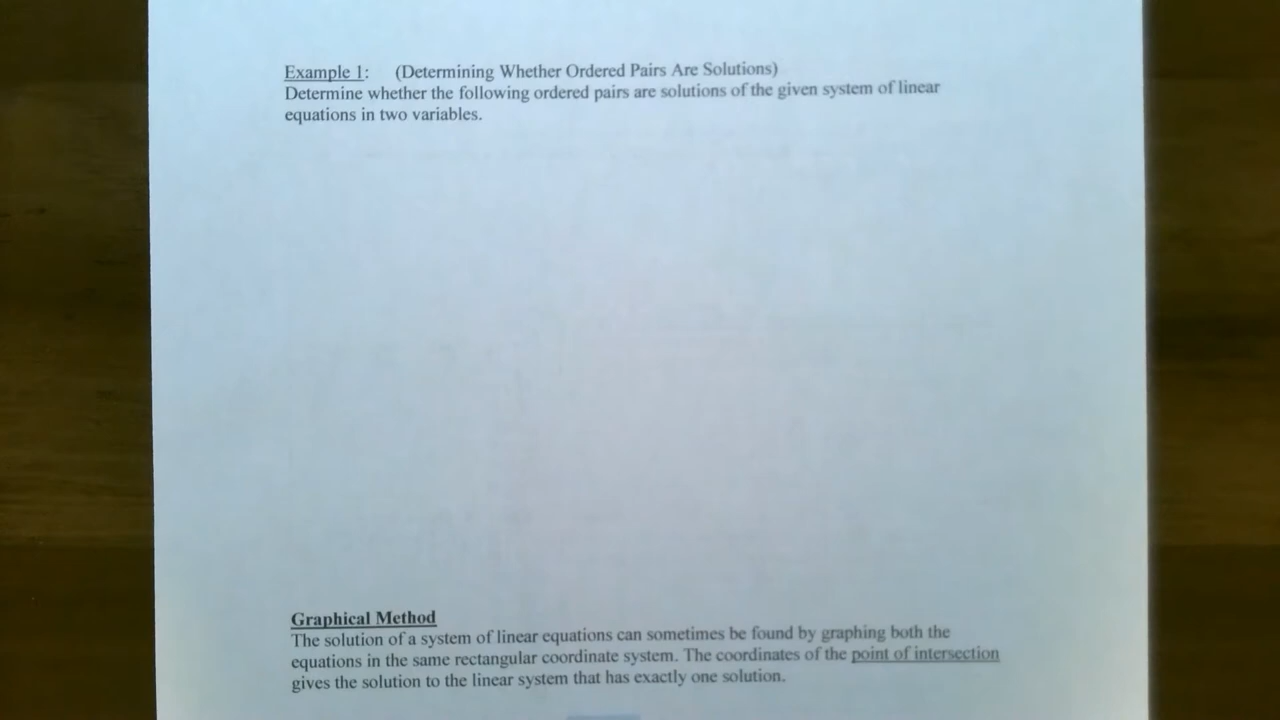 Example 1: (Determining Whether Ordered Pairs Are Solutions)
Determine whether the following ordered pairs are solutions of the given system of linear
equations in two variables.
Graphical Method
The solution of a system of linear equations can sometimes be found by graphing both the
equations in the same rectangular coordinate system. The coordinates of the point of intersection
gives the solution to the linear system that has exactly one solution.